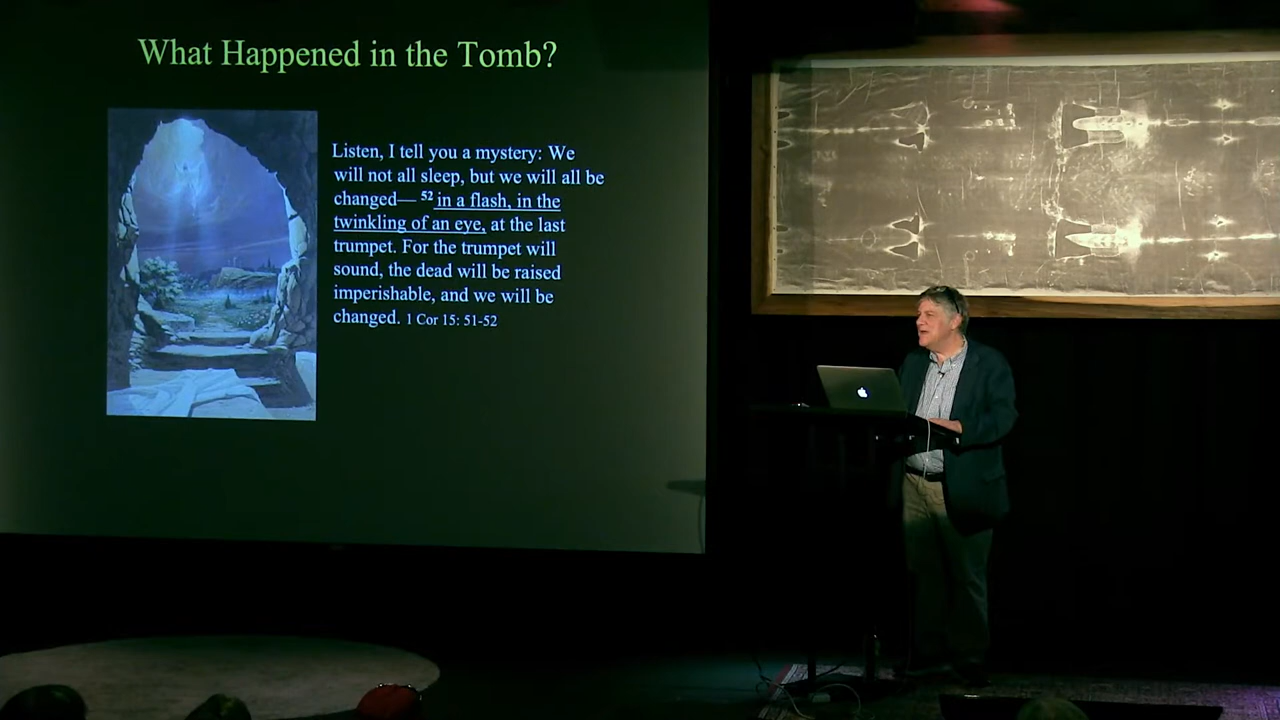 What Happened in the Tomb?
Listen, I tell you a mystery: We
will not all sleep, but we will all be
changed— 52 in a flash, in the
twinkling of an eye, at the last
trumpet. For the trumpet will
sound, the dead will be raised
imperishable, and we will be
changed. 1 Cor 15: 51-52